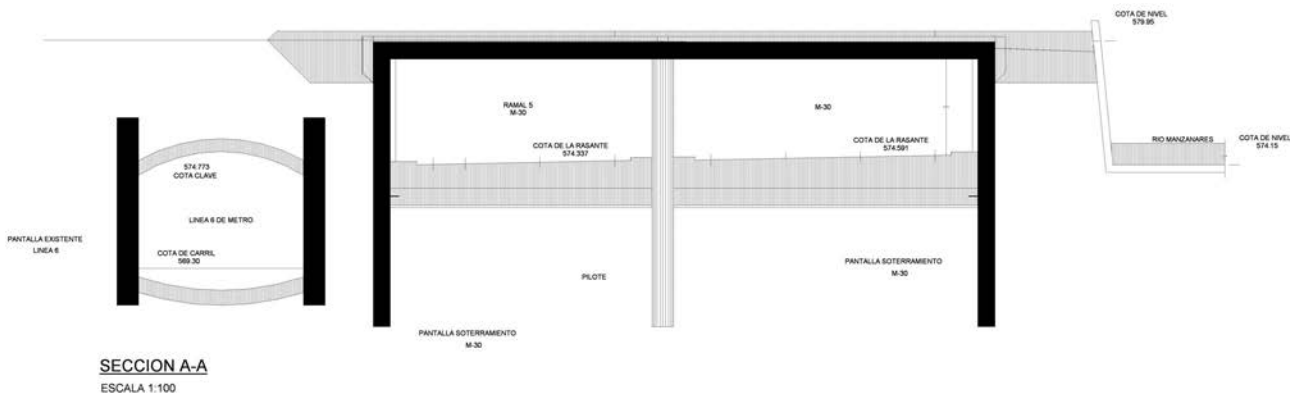 COTA DE NIVEL
579.95
RAMAL 5
M-30
M-30
COTA DE LA RASANTE
574.337
COTA DE LA RASANTE
574.591
RIO MANZANARES
COTA DE NIVEL
574.15
574.773
COTA CLAVE
LINEA 6 DE METRO
PANTALLA EXISTENTE
LINEA 6
COTA DE CARRIL
569.30
PILOTE
PANTALLA SOTERRAMIENTO
M-30
PANTALLA SOTERRAMIENTO
M-30
SECCION A-A
ESCALA 1:100